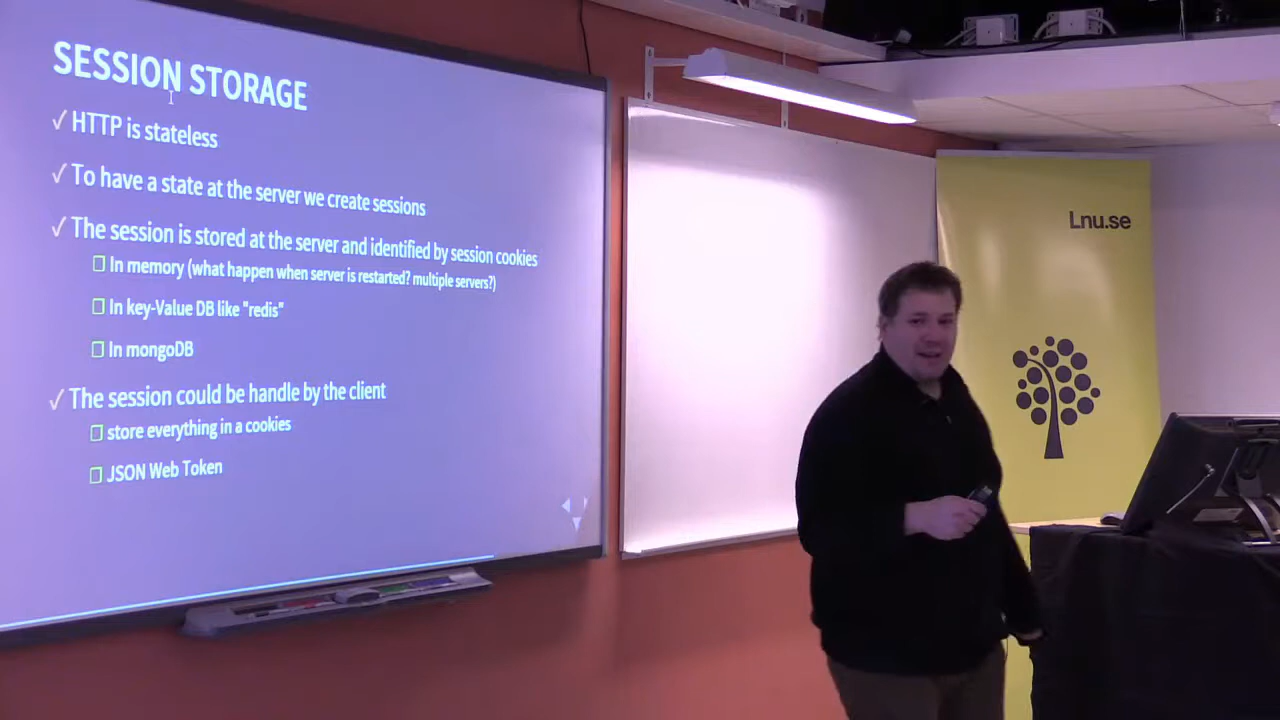 SESSION STORAGE
✓ HTTP is stateless
✓ To have a state at the server we create sessions
✓ The session is stored at the server and identified by session cookies
In memory (what happen when server is restarted? multiple servers?)
In key-Value DB like "redis"
In mongoDB
✓ The session could be handle by the client
store everything in a cookies
JSON Web Token
Lnu.se